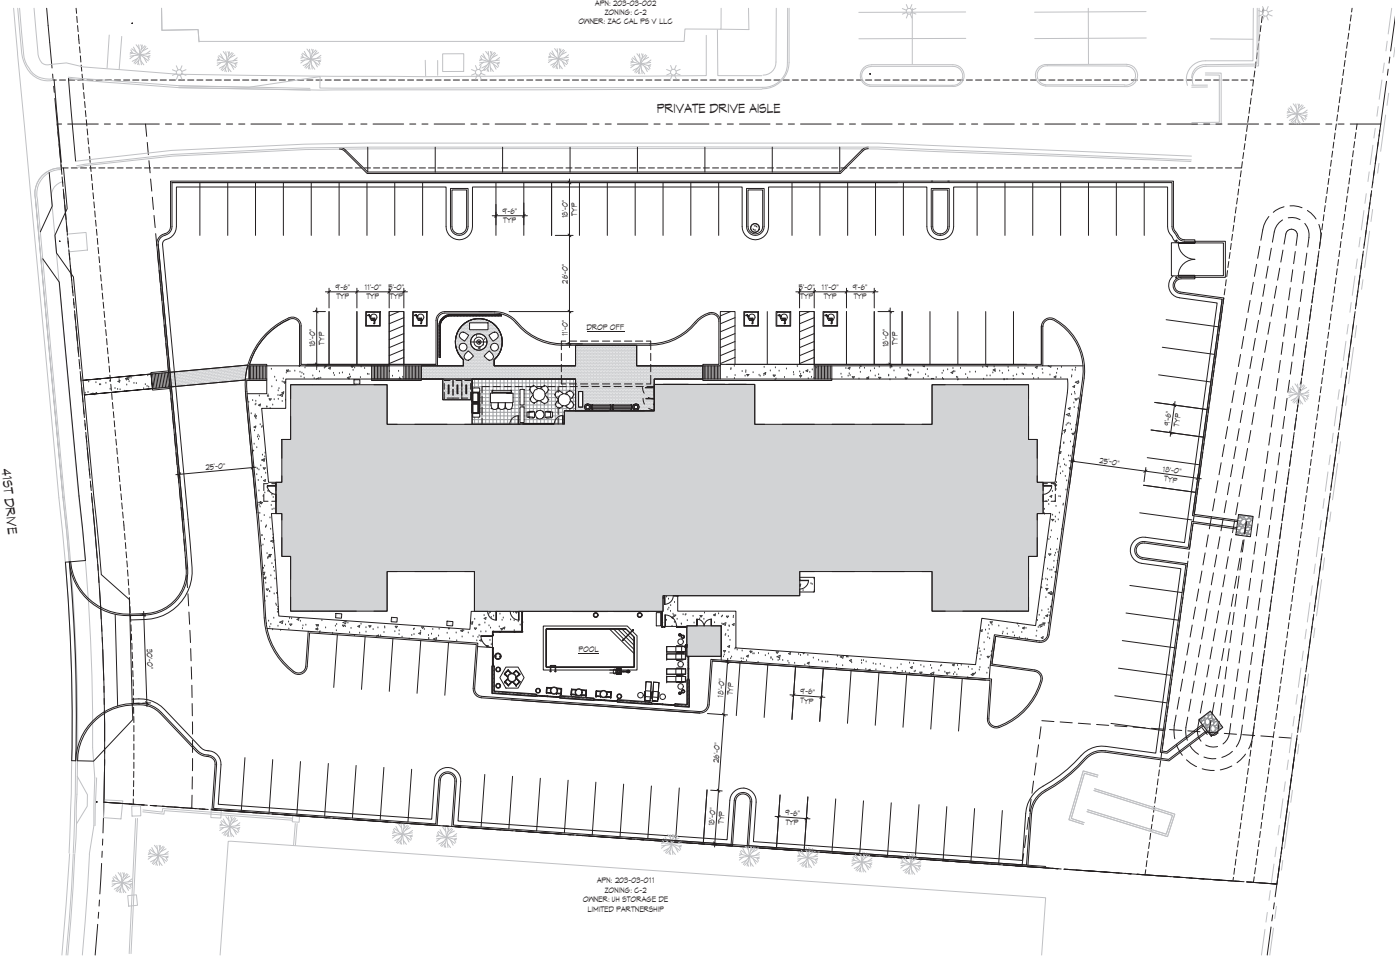 APN: 203-03-002
ZONING: C-2
OWNER: ZAC CAL PS V LLC
PRIVATE DRIVE AISLE
9'-6"
TYP
18'-0"
TYP
26'-0"
9'-6"
TYP
11'-0"
TYP
5'-0"
TYP
5'-0"
TYP
11'-0"
TYP
9'-6"
TYP
18'-0"
TYP
11'-0"
DROP OFF
18'-0"
TYP
9'-6"
TYP
25'-0"
25'-0"
18'-0"
TYP
41ST DRIVE
POOL
30'-0"
18'-0"
TYP
9'-6"
TYP
26'-0"
18'-0"
TYP
9'-6"
TYP
APN: 203-03-011
ZONING: C-2
OWNER: UH STORAGE DE
LIMITED PARTNERSHIP